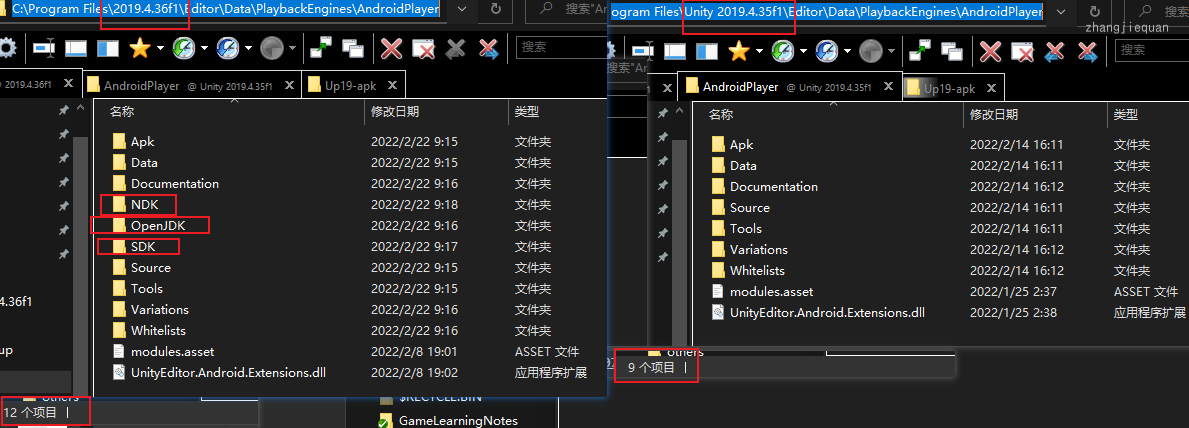 C:\Program Files\2019.4.36f1\Editor\Data\PlaybackEngines\AndroidPlayer
搜索
2019.4.36f1
AndroidPlayer @ Unity 2019.4.35f1
Up19-apk
名称 修改日期 类型
Apk 2022/2/22 9:15 文件夹
Data 2022/2/22 9:15 文件夹
Documentation 2022/2/22 9:16 文件夹
NDK 2022/2/22 9:18 文件夹
OpenJDK 2022/2/22 9:16 文件夹
SDK 2022/2/22 9:17 文件夹
Source 2022/2/22 9:15 文件夹
Tools 2022/2/22 9:15 文件夹
Variations 2022/2/22 9:16 文件夹
Whitelists 2022/2/22 9:16 文件夹
modules.asset 2022/2/8 19:01 ASSET 文件
UnityEditor.Android.Extensions.dll 2022/2/8 19:02 应用程序扩展
4.36f1
up
others
12 个项目
$RECYCLE.BIN
GameLearningNotes
ogram Files\Unity 2019.4.35f1\Editor\Data\PlaybackEngines\AndroidPlayer
zhangjiequan
搜索"Ar
搜索
AndroidPlayer @ Unity 2019.4.35f1
Up19-apk
名称 修改日期 类型
Apk 2022/2/14 16:11 文件夹
Data 2022/2/14 16:11 文件夹
Documentation 2022/2/14 16:12 文件夹
Source 2022/2/14 16:11 文件夹
Tools 2022/2/14 16:11 文件夹
Variations 2022/2/14 16:12 文件夹
Whitelists 2022/2/14 16:12 文件夹
modules.asset 2022/1/25 2:37 ASSET 文件
UnityEditor.Android.Extensions.dll 2022/1/25 2:38 应用程序扩展
others
9 个项目